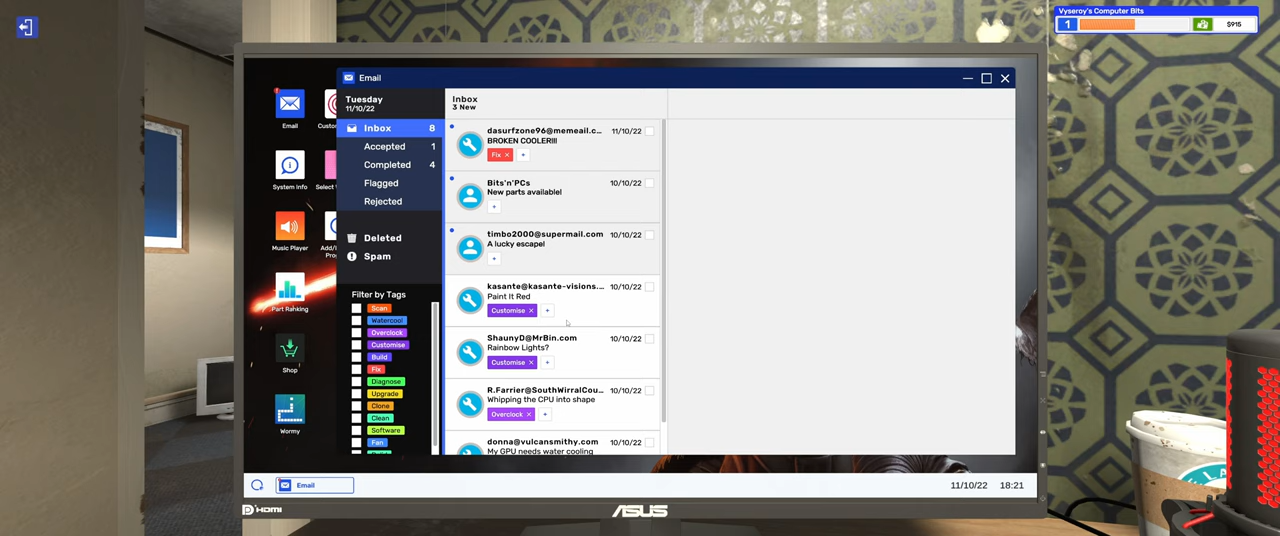 Vyseroy's Computer Bits
1
$915
Email
Tuesday
11/10/22
Inbox 8
Accepted 1
Completed 4
Flagged
Rejected
Deleted
Spam
Filter by Tags
Scan
Watercool
Overclock
Customise
Build
Fix
Diagnose
Upgrade
Clone
Clean
Software
Fan
Inbox
3 New
dasurfzone96@memeail.c... 11/10/22
BROKEN COOLER!!!
Fix × +
Bits'n'PCs 10/10/22
New parts available!
+
timbo2000@supermail.com 10/10/22
A lucky escape!
+
kasante@kasante-visions.... 10/10/22
Paint It Red
Customise × +
ShaunyD@MrBin.com 10/10/22
Rainbow Lights?
Customise × +
R.Farrier@SouthWirralCou... 10/10/22
Whipping the CPU into shape
Overclock × +
donna@vulcansmithy.com 10/10/22
My GPU needs water cooling
Email
System Info
Music Player
Part Ranking
Shop
Wormy
Email
11/10/22 18:21
HDMI
ASUS